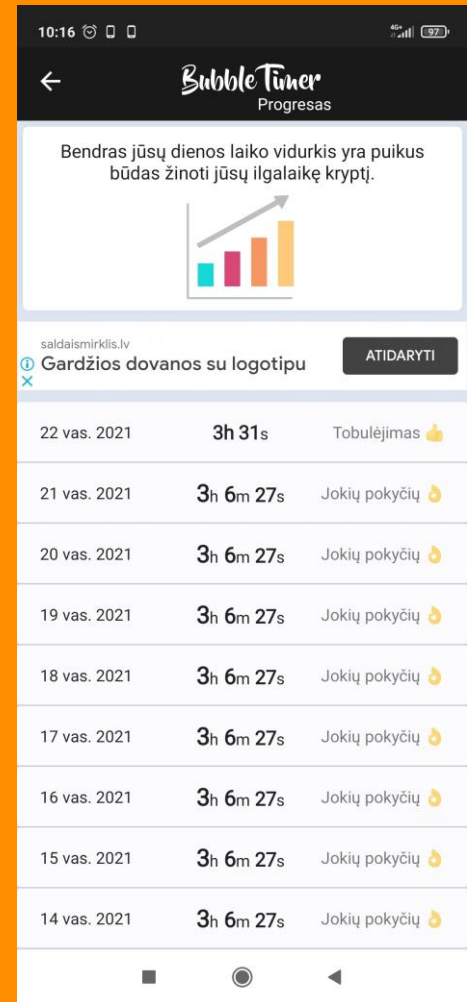 10:16
4G+
97
Bubble Timer
Progresas
Bendras jūsų dienos laiko vidurkis yra puikus
būdas žinoti jūsų ilgalaikę kryptį.
saldaismirklis.lv
Gardžios dovanos su logotipu
ATIDARYTI
22 vas. 2021 3h 31s Tobulėjimas 👍
21 vas. 2021 3h 6m 27s Jokių pokyčių 👌
20 vas. 2021 3h 6m 27s Jokių pokyčių 👌
19 vas. 2021 3h 6m 27s Jokių pokyčių 👌
18 vas. 2021 3h 6m 27s Jokių pokyčių 👌
17 vas. 2021 3h 6m 27s Jokių pokyčių 👌
16 vas. 2021 3h 6m 27s Jokių pokyčių 👌
15 vas. 2021 3h 6m 27s Jokių pokyčių 👌
14 vas. 2021 3h 6m 27s Jokių pokyčių 👌